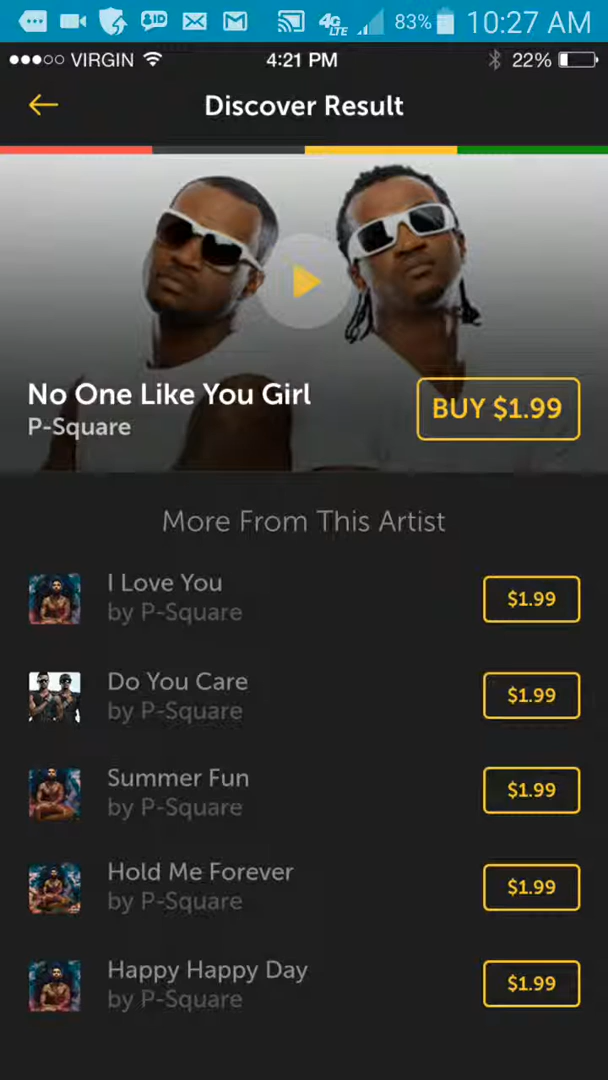 ID 4G LTE 83% 10:27 AM
VIRGIN 4:21 PM 22%
Discover Result
No One Like You Girl
P-Square
BUY $1.99
More From This Artist
I Love You
by P-Square
$1.99
Do You Care
by P-Square
$1.99
Summer Fun
by P-Square
$1.99
Hold Me Forever
by P-Square
$1.99
Happy Happy Day
by P-Square
$1.99